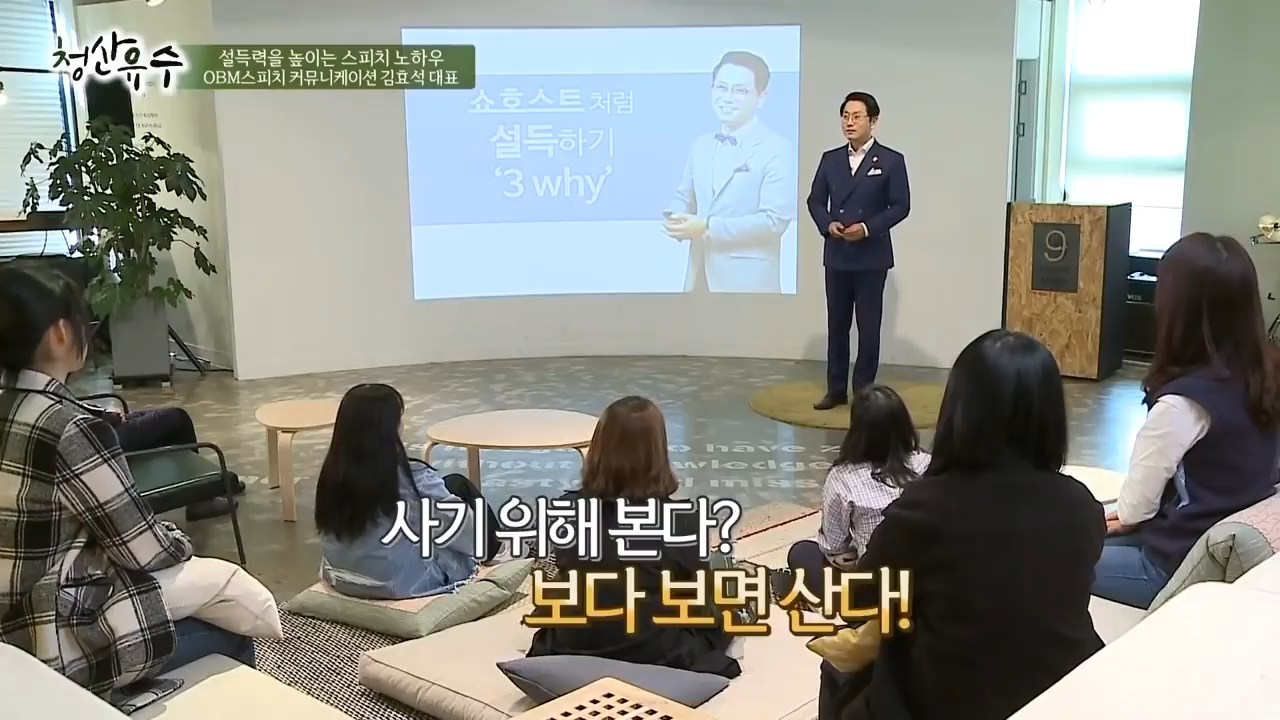 청산유수
설득력을 높이는 스피치 노하우
OBM스피치 커뮤니케이션 김효석 대표
쇼호스트처럼
설득하기
‘3 why’
9
사기 위해 본다?
보다 보면 산다!